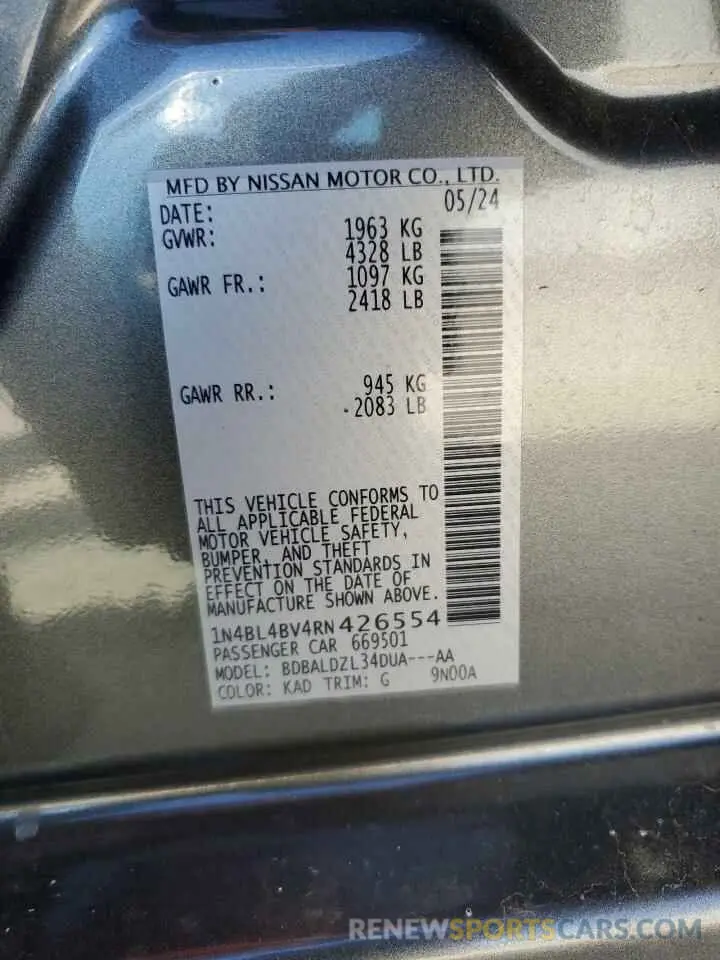 MFD BY NISSAN MOTOR CO., LTD.
DATE: 05/24
GVWR: 1963 KG
4328 LB
GAWR FR.: 1097 KG
2418 LB
GAWR RR.: 945 KG
2083 LB
THIS VEHICLE CONFORMS TO
ALL APPLICABLE FEDERAL
MOTOR VEHICLE SAFETY,
BUMPER, AND THEFT
PREVENTION STANDARDS IN
EFFECT ON THE DATE OF
MANUFACTURE SHOWN ABOVE.
1N4BL4BV4RN426554
PASSENGER CAR 669501
MODEL: BDBALDZL34DUA---AA
COLOR: KAD TRIM: G 9N00A
RENEWSPORTSCARS.COM